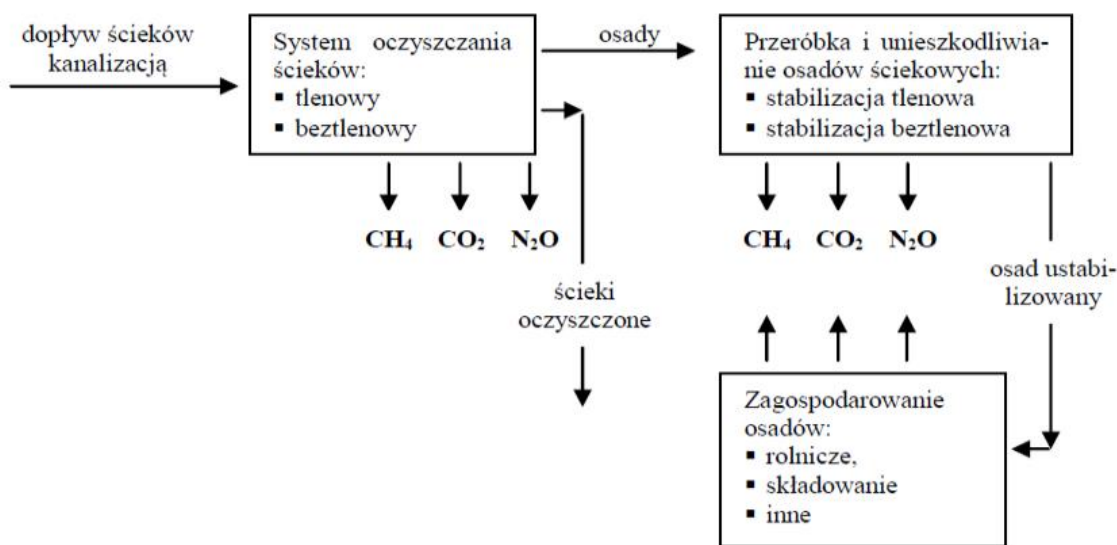 dopływ ścieków
kanalizacją
System oczyszczania
ścieków:
▪ tlenowy
▪ beztlenowy
osady
Przeróbka i unieszkodliwia-
nie osadów ściekowych:
▪ stabilizacja tlenowa
▪ stabilizacja beztlenowa
CH₄ CO₂ N₂O
CH₄ CO₂ N₂O
ścieki
oczyszczone
osad ustabi-
lizowany
Zagospodarowanie
osadów:
▪ rolnicze,
▪ składowanie
▪ inne